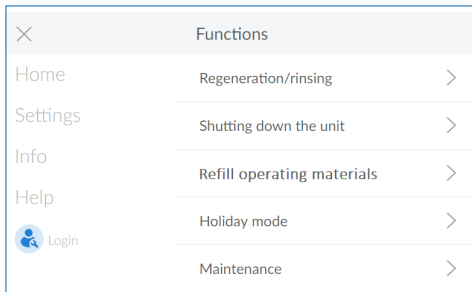 Functions
Home
Settings
Info
Help
Login
Regeneration/rinsing
Shutting down the unit
Refill operating materials
Holiday mode
Maintenance